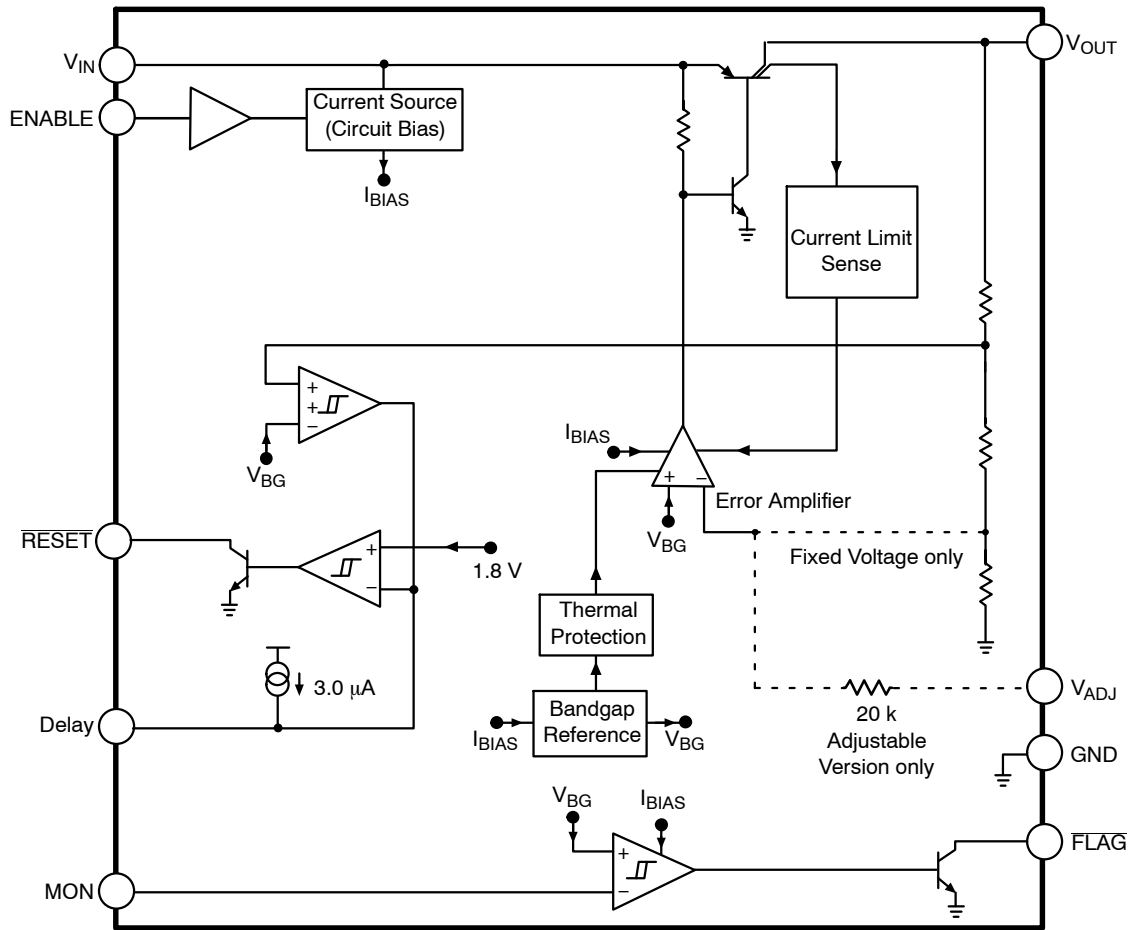 VIN
VOUT
ENABLE
Current Source
(Circuit Bias)
IBIAS
Current Limit
Sense
+
+
−
VBG
IBIAS
+ −
Error Amplifier
VBG
RESET
+
−
1.8 V
Fixed Voltage only
Thermal
Protection
3.0 μA
Delay
IBIAS
Bandgap
Reference
VBG
20 k
Adjustable
Version only
VADJ
GND
VBG
IBIAS
+
−
FLAG
MON